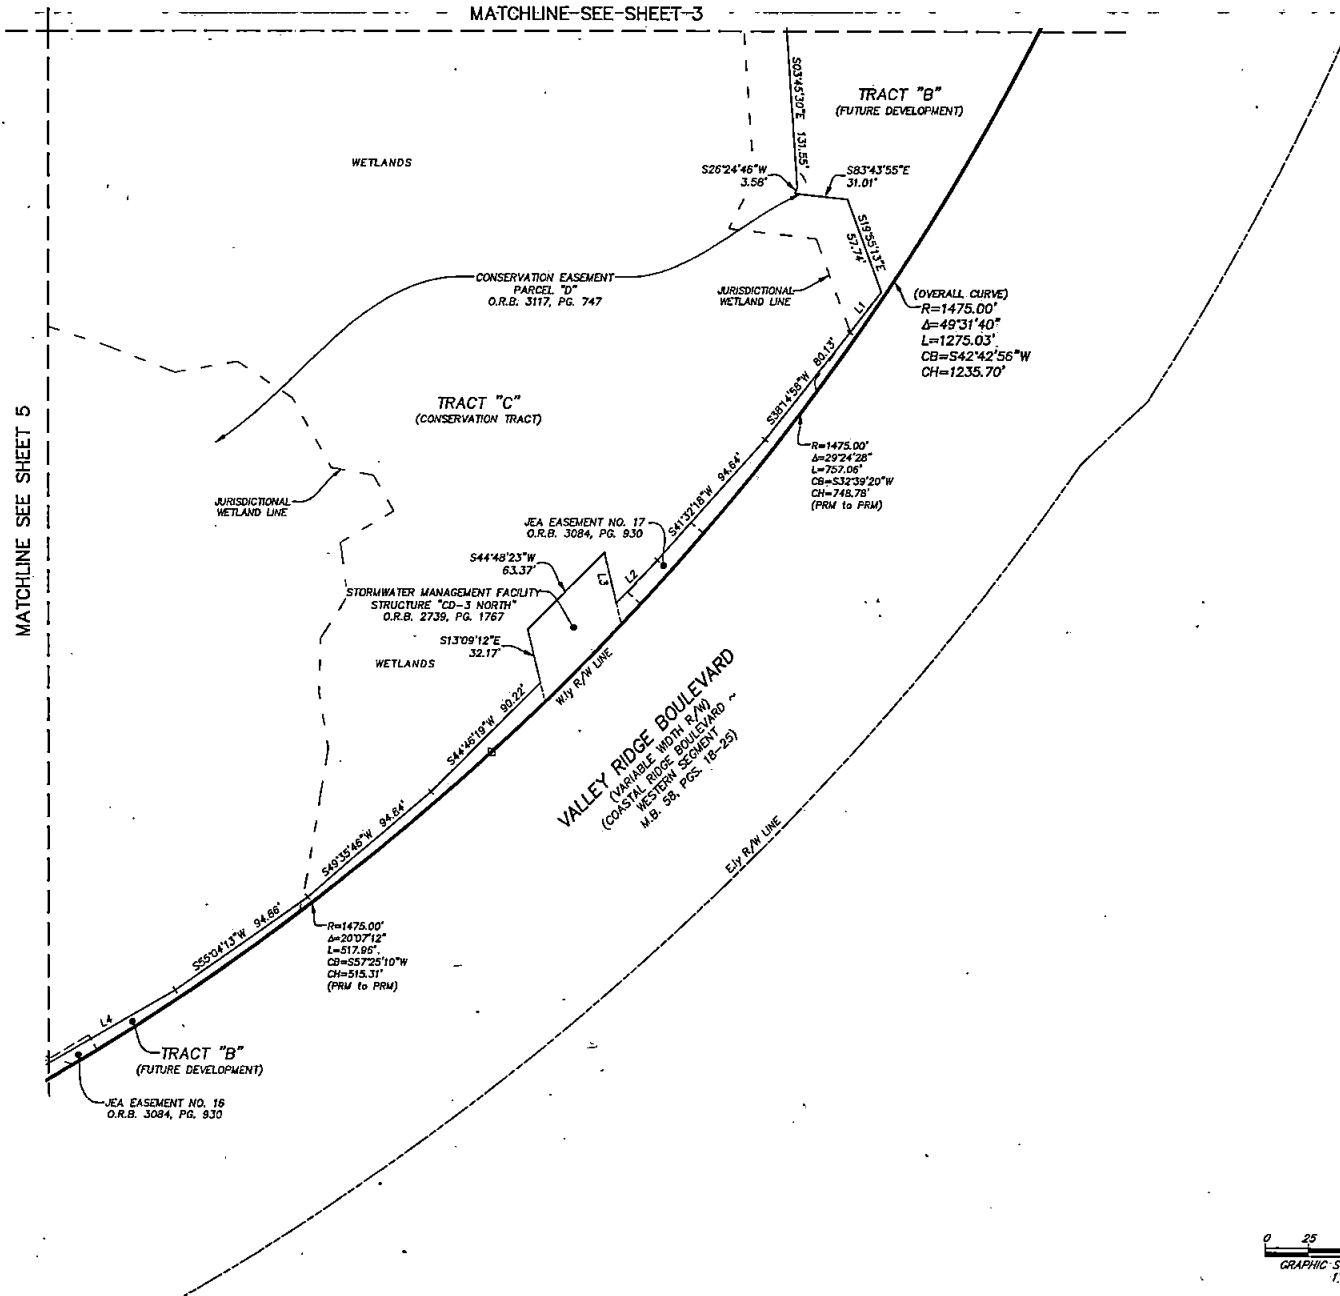 MATCHLINE SEE SHEET 3
TRACT "B"
(FUTURE DEVELOPMENT)
S03°45'30"E 131.55'
WETLANDS
S26°24'46"W
3.58'
S83°43'55"E
31.01'
S19°55'13"E
57.74'
CONSERVATION EASEMENT
PARCEL "D"
O.R.B. 3117, PG. 747
JURISDICTIONAL
WETLAND LINE
L1
(OVERALL CURVE)
R=1475.00'
Δ=49°31'40"
L=1275.03'
CB=S42°42'56"W
CH=1235.70'
S38°14'58"W 80.13'
TRACT "C"
(CONSERVATION TRACT)
MATCHLINE SEE SHEET 5
R=1475.00'
Δ=29°24'28"
L=757.06'
CB=S32°39'20"W
CH=748.78'
(PRM to PRM)
JURISDICTIONAL
WETLAND LINE
S41°32'18"W 94.64'
JEA EASEMENT NO. 17
O.R.B. 3084, PG. 930
S44°48'23"W
63.37'
L3
L2
STORMWATER MANAGEMENT FACILITY
STRUCTURE "CD-3 NORTH"
O.R.B. 2739, PG. 1767
S13°09'12"E
32.17'
WETLANDS
W.ly R/W LINE
S44°46'19"W 90.22'
VALLEY RIDGE BOULEVARD
(VARIABLE WIDTH R/W)
(COASTAL RIDGE BOULEVARD ~
WESTERN SEGMENT
M.B. 58, PGS. 18-25)
E.ly R/W LINE
S49°35'46"W 94.84'
S55°04'13"W 94.86'
R=1475.00'
Δ=20°07'12"
L=517.96'
CB=S57°25'10"W
CH=515.31'
(PRM to PRM)
L4
TRACT "B"
(FUTURE DEVELOPMENT)
JEA EASEMENT NO. 16
O.R.B. 3084, PG. 930
0 25
GRAPHIC S